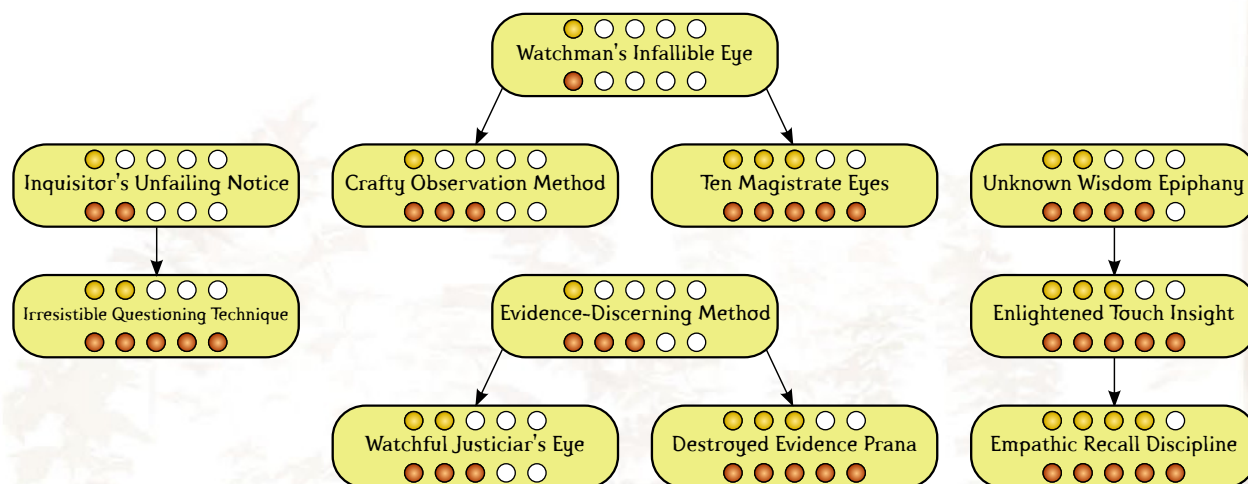 Watchman's Infallible Eye
Inquisitor's Unfailing Notice
Crafty Observation Method
Ten Magistrate Eyes
Unknown Wisdom Epiphany
Irresistible Questioning Technique
Evidence-Discerning Method
Enlightened Touch Insight
Watchful Justiciar's Eye
Destroyed Evidence Prana
Empathic Recall Discipline